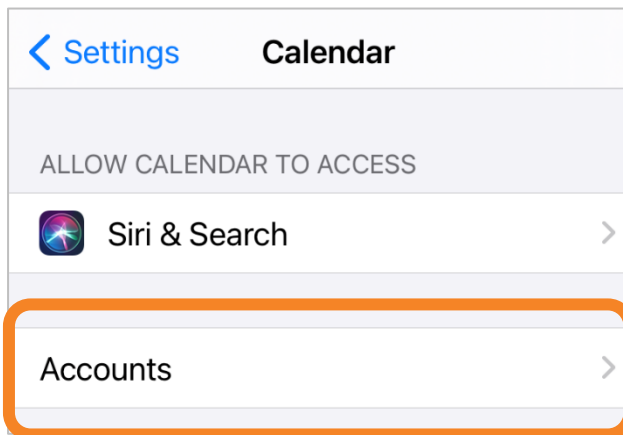 Settings Calendar
ALLOW CALENDAR TO ACCESS
Siri & Search
Accounts